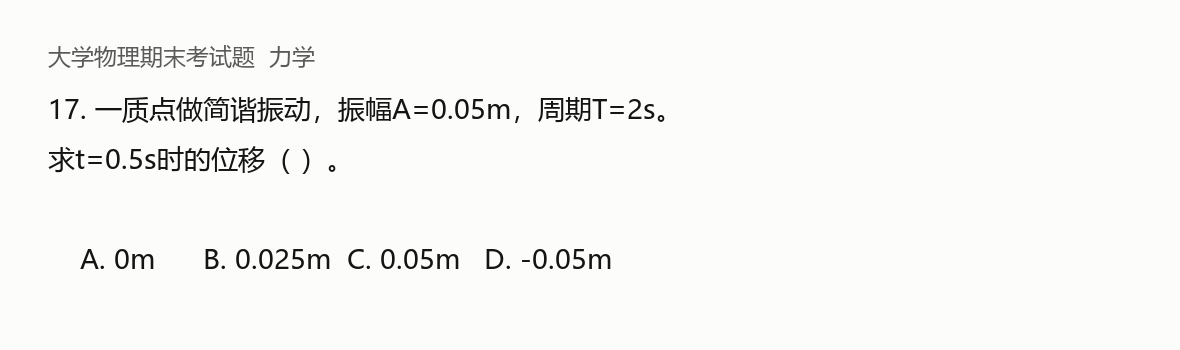 大学物理期末考试题 力学
17. 一质点做简谐振动，振幅A=0.05m，周期T=2s。
求t=0.5s时的位移（ ）。
A. 0m B. 0.025m C. 0.05m D. -0.05m